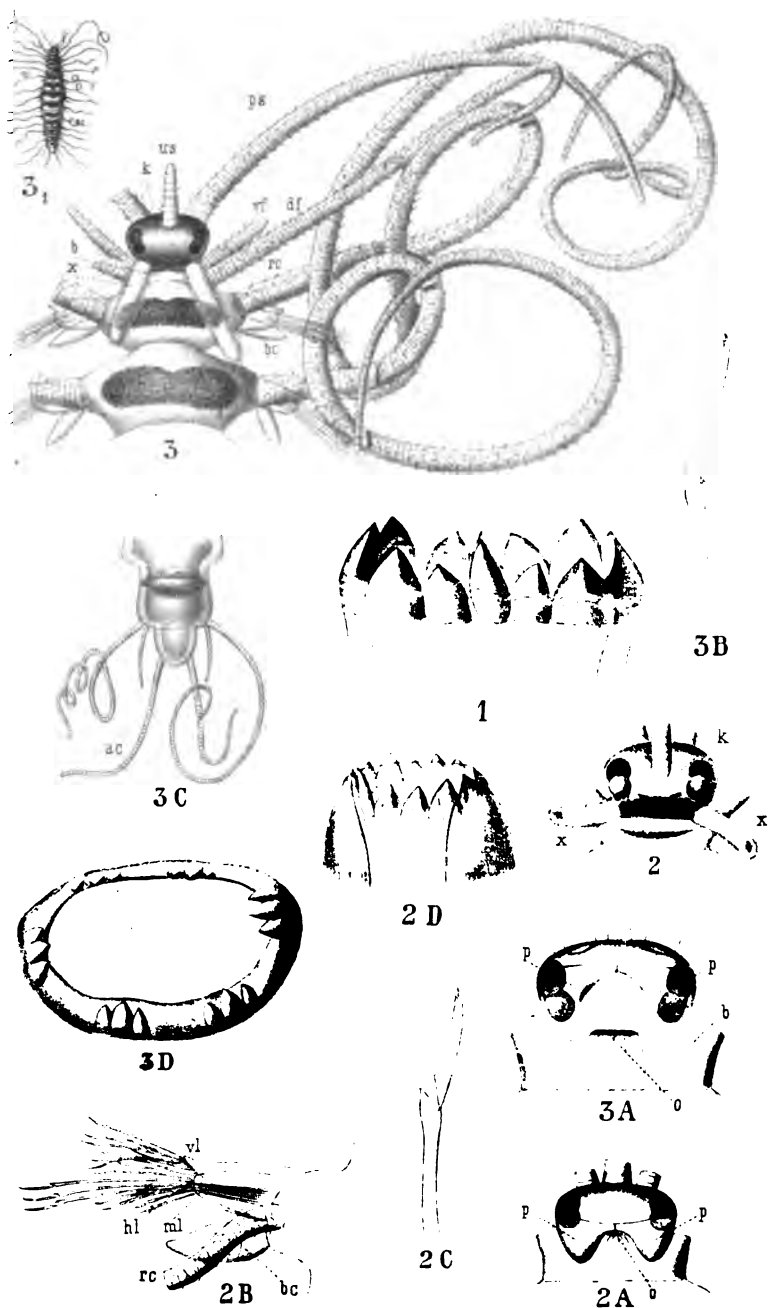 3₁
ps
us
k
vf
df
b
x
rc
bc
3
3B
1
ac
3C
k
x
x
2
2D
3D
p
p
b
o
3A
vl
hl
ml
rc
bc
2B
2C
p
p
o
2A